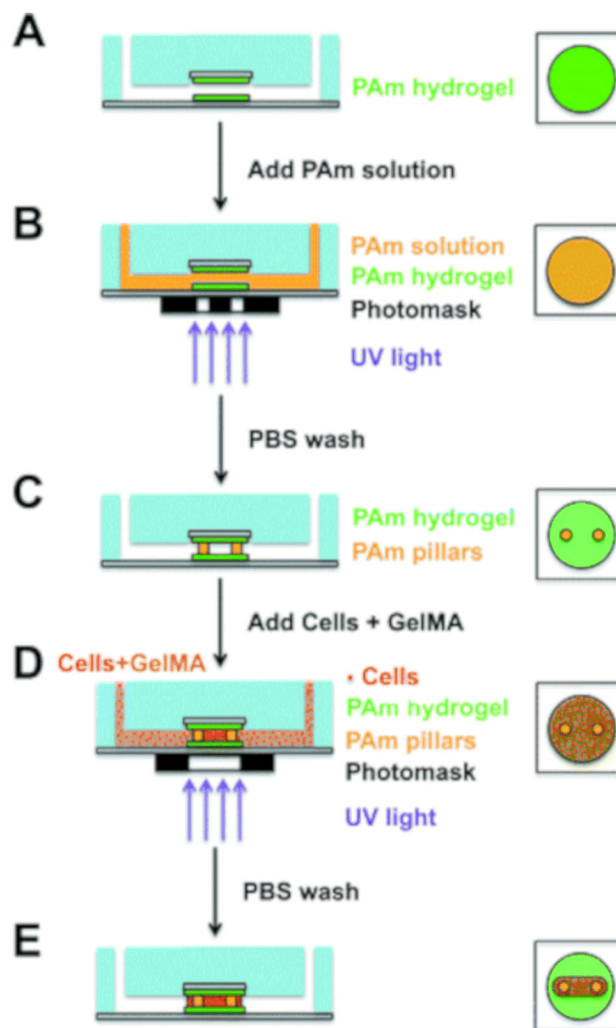 A
PAm hydrogel
Add PAm solution
B
PAm solution
PAm hydrogel
Photomask
UV light
PBS wash
C
PAm hydrogel
PAm pillars
Add Cells + GelMA
D
Cells+GelMA
· Cells
PAm hydrogel
PAm pillars
Photomask
UV light
PBS wash
E